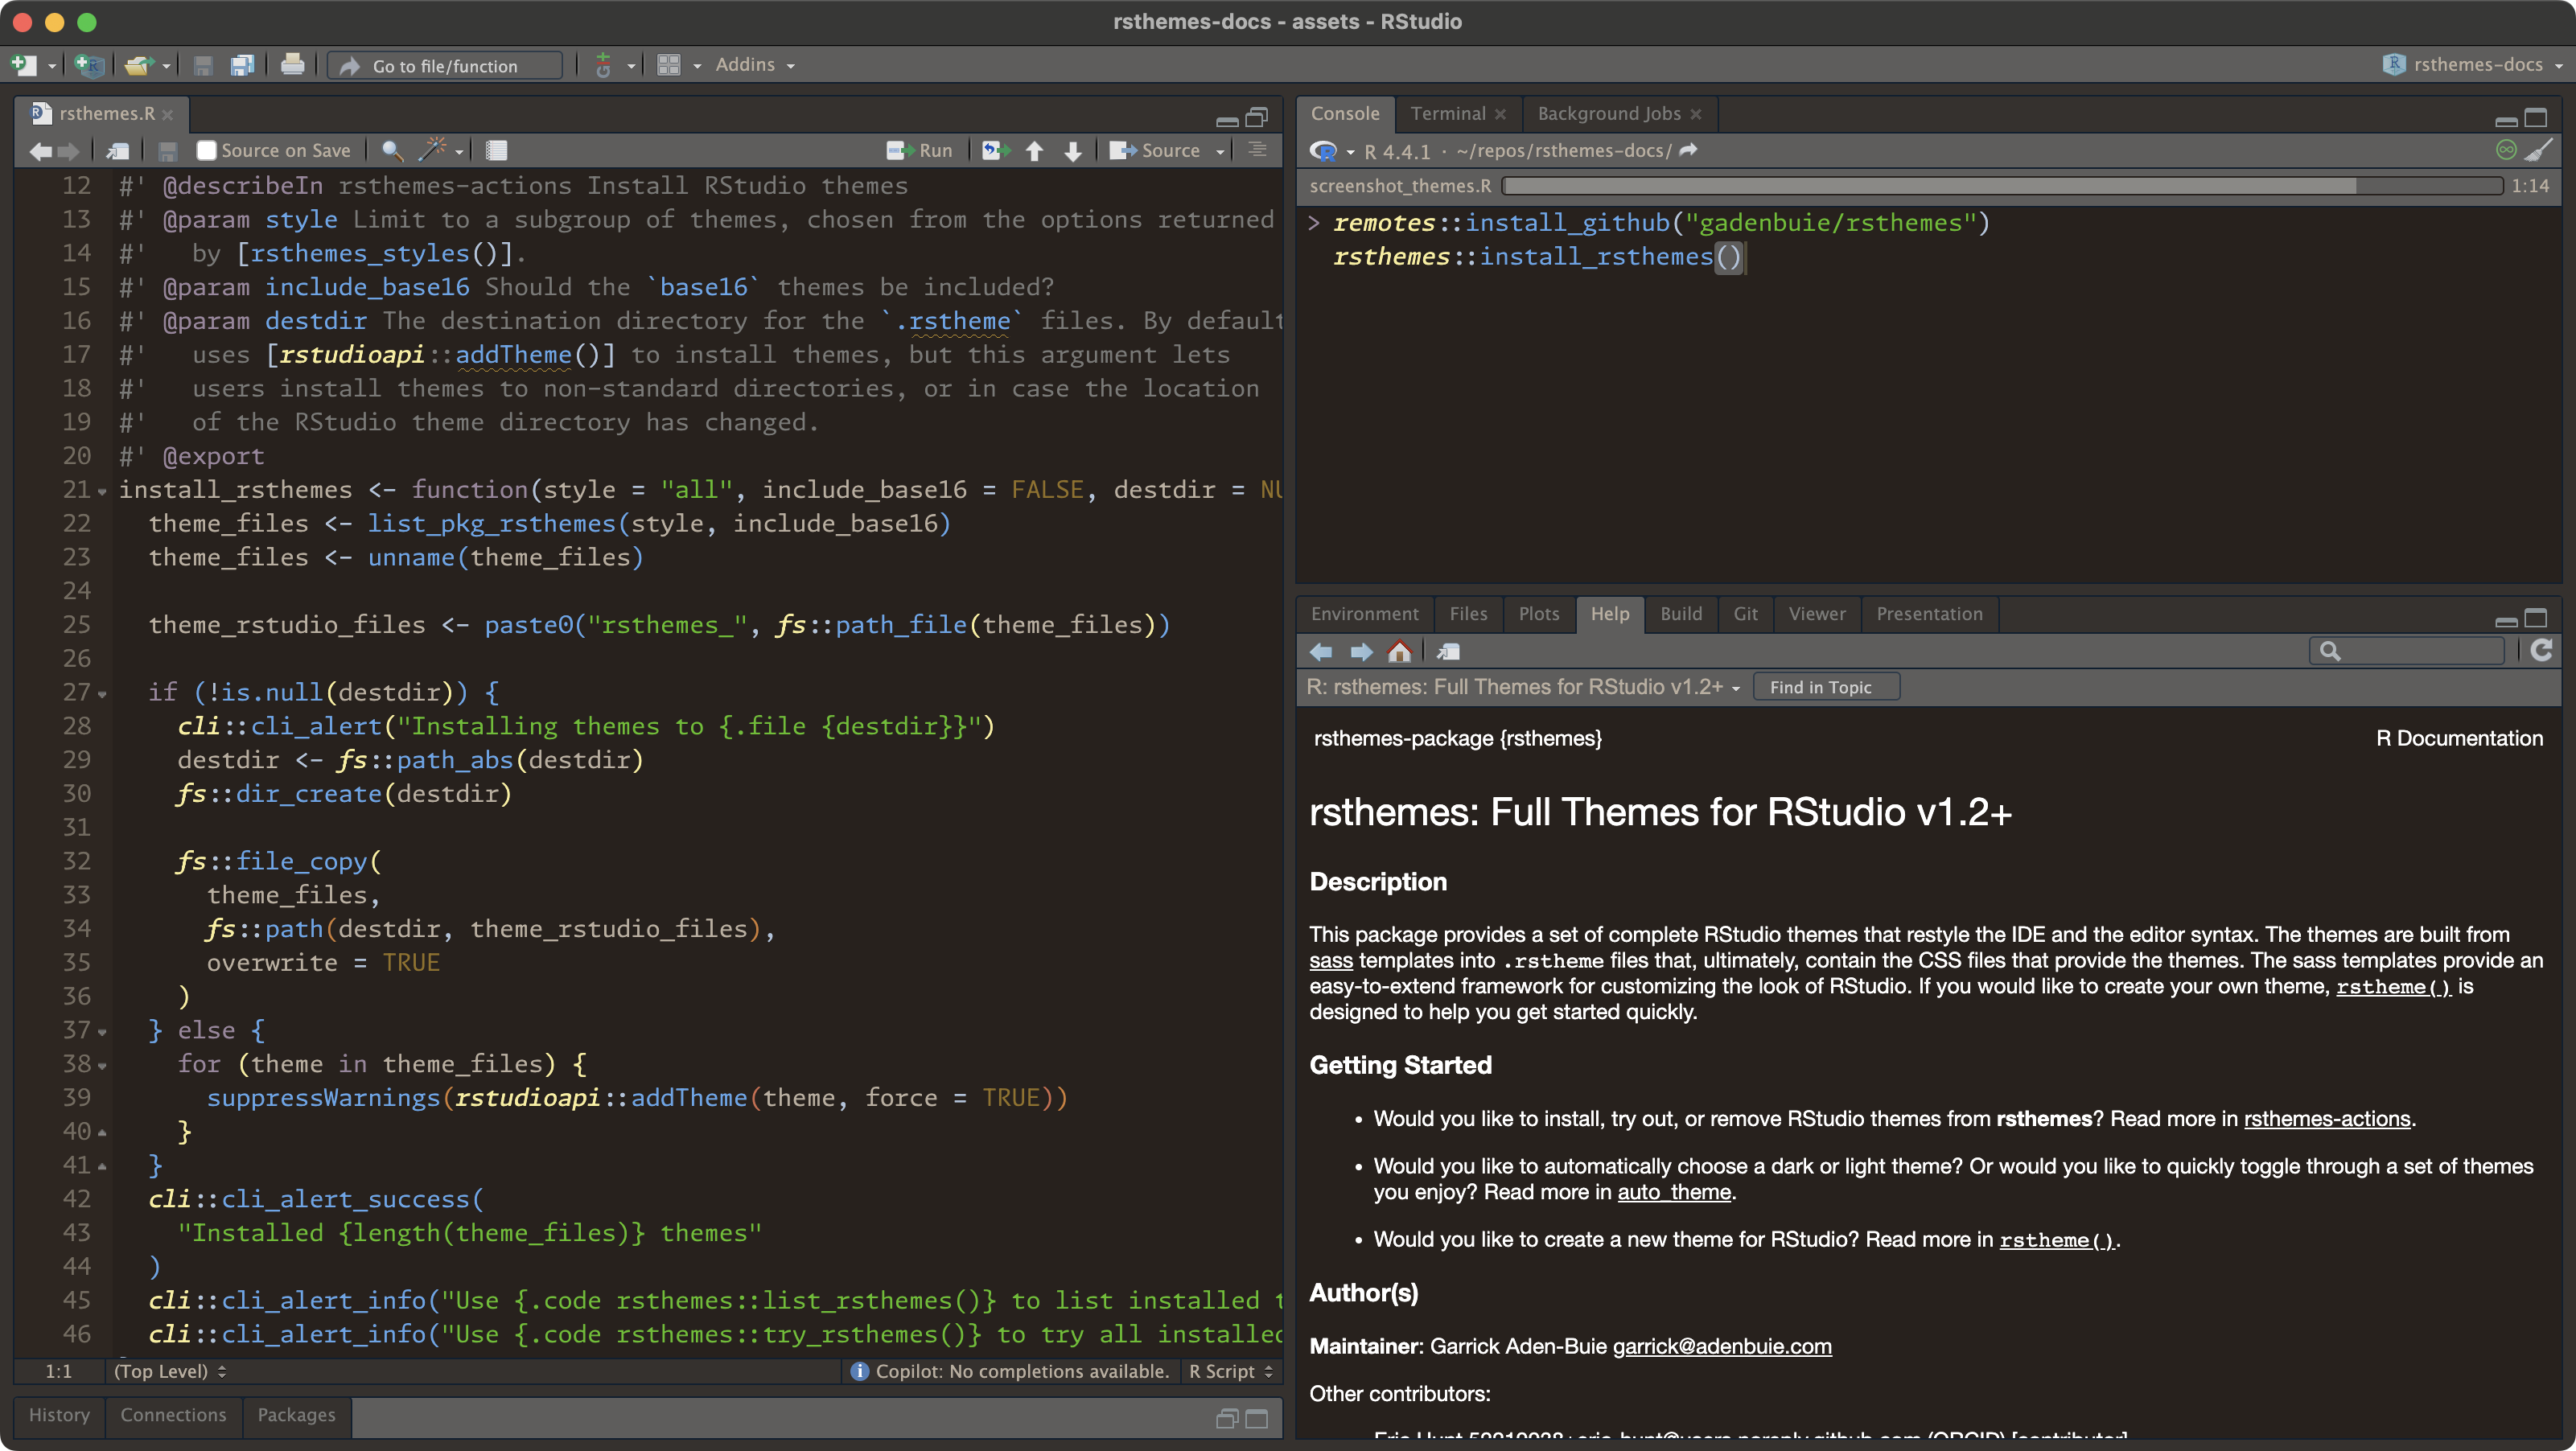 rsthemes-docs - assets - RStudio
Go to file/function
Addins
rsthemes-docs
rsthemes.R
Source on Save
Run
Source
12 #' @describeIn rsthemes-actions Install RStudio themes
13 #' @param style Limit to a subgroup of themes, chosen from the options returned
14 #'   by [rsthemes_styles()].
15 #' @param include_base16 Should the `base16` themes be included?
16 #' @param destdir The destination directory for the `.rstheme` files. By default
17 #'   uses [rstudioapi::addTheme()] to install themes, but this argument lets
18 #'   users install themes to non-standard directories, or in case the location
19 #'   of the RStudio theme directory has changed.
20 #' @export
21 install_rsthemes <- function(style = "all", include_base16 = FALSE, destdir = NU
22   theme_files <- list_pkg_rsthemes(style, include_base16)
23   theme_files <- unname(theme_files)
24
25   theme_rstudio_files <- paste0("rsthemes_", fs::path_file(theme_files))
26
27   if (!is.null(destdir)) {
28     cli::cli_alert("Installing themes to {.file {destdir}}")
29     destdir <- fs::path_abs(destdir)
30     fs::dir_create(destdir)
31
32     fs::file_copy(
33       theme_files,
34       fs::path(destdir, theme_rstudio_files),
35       overwrite = TRUE
36     )
37   } else {
38     for (theme in theme_files) {
39       suppressWarnings(rstudioapi::addTheme(theme, force = TRUE))
40     }
41   }
42   cli::cli_alert_success(
43     "Installed {length(theme_files)} themes"
44   )
45   cli::cli_alert_info("Use {.code rsthemes::list_rsthemes()} to list installed t
46   cli::cli_alert_info("Use {.code rsthemes::try_rsthemes()} to try all installed
1:1 (Top Level) Copilot: No completions available. R Script
History Connections Packages
Console Terminal Background Jobs
R 4.4.1 · ~/repos/rsthemes-docs/
screenshot_themes.R 1:14
> remotes::install_github("gadenbuie/rsthemes")
rsthemes::install_rsthemes()
Environment Files Plots Help Build Git Viewer Presentation
R: rsthemes: Full Themes for RStudio v1.2+ Find in Topic
rsthemes-package {rsthemes} R Documentation
rsthemes: Full Themes for RStudio v1.2+
Description
This package provides a set of complete RStudio themes that restyle the IDE and the editor syntax. The themes are built from
sass templates into .rstheme files that, ultimately, contain the CSS files that provide the themes. The sass templates provide an
easy-to-extend framework for customizing the look of RStudio. If you would like to create your own theme, rstheme() is
designed to help you get started quickly.
Getting Started
• Would you like to install, try out, or remove RStudio themes from rsthemes? Read more in rsthemes-actions.
• Would you like to automatically choose a dark or light theme? Or would you like to quickly toggle through a set of themes
you enjoy? Read more in auto_theme.
• Would you like to create a new theme for RStudio? Read more in rstheme().
Author(s)
Maintainer: Garrick Aden-Buie garrick@adenbuie.com
Other contributors: